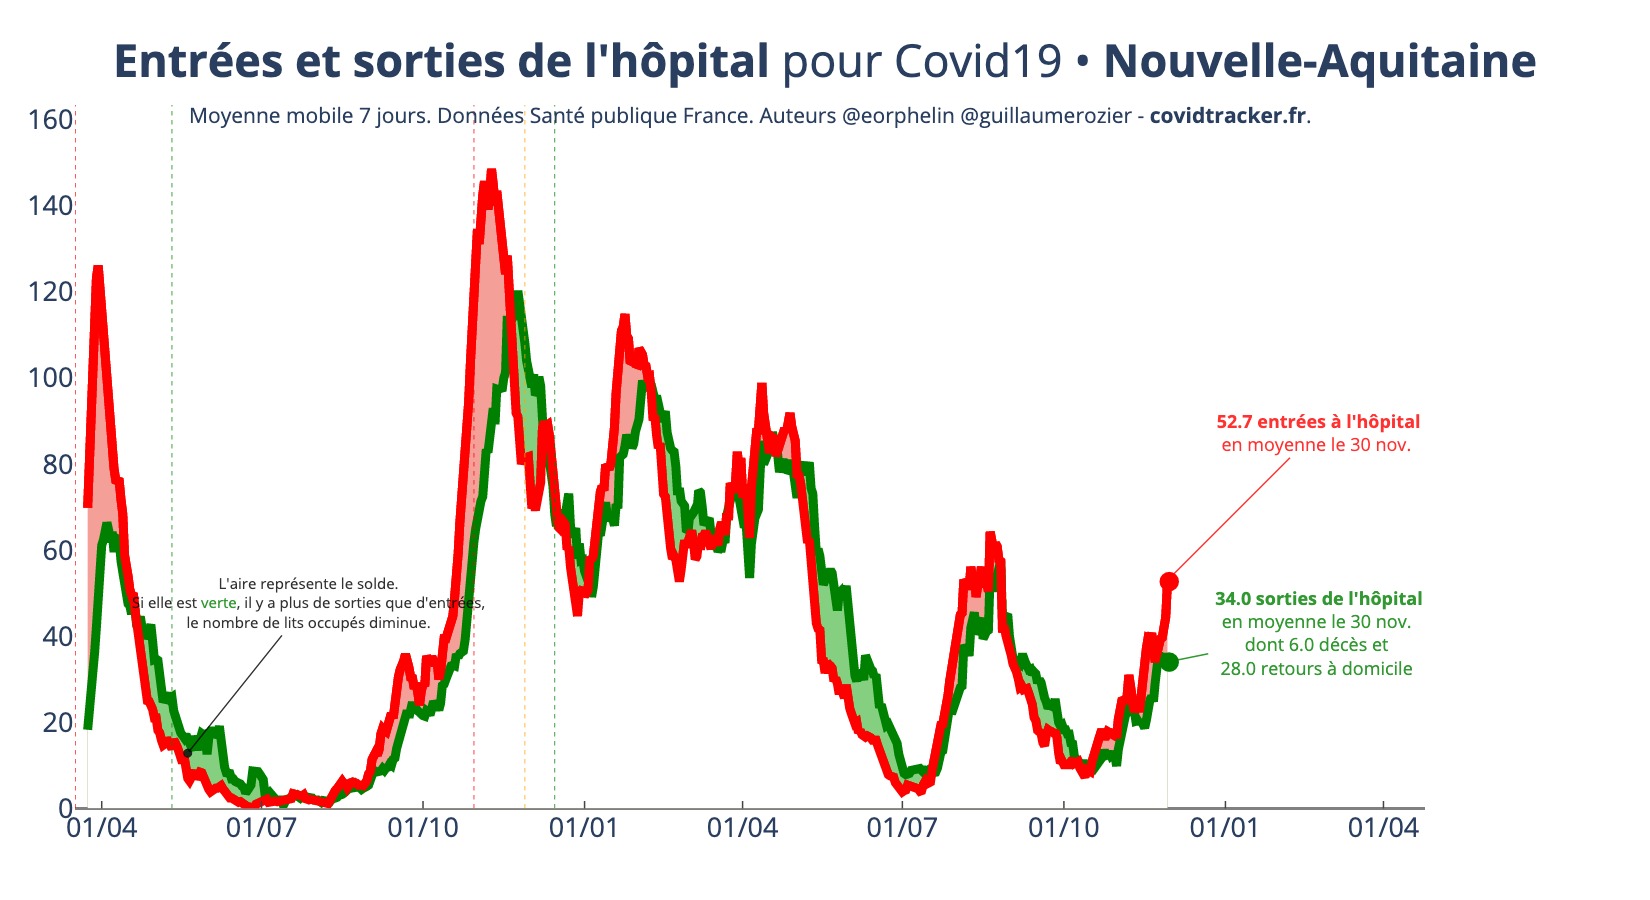 Entrées et sorties de l'hôpital pour Covid19 • Nouvelle-Aquitaine
Moyenne mobile 7 jours. Données Santé publique France. Auteurs @eorphelin @guillaumerozier - covidtracker.fr.
160
140
120
100
80
60
40
20
0
52.7 entrées à l'hôpital
en moyenne le 30 nov.
L'aire représente le solde.
Si elle est verte, il y a plus de sorties que d'entrées,
le nombre de lits occupés diminue.
34.0 sorties de l'hôpital
en moyenne le 30 nov.
dont 6.0 décès et
28.0 retours à domicile
01/04 01/07 01/10 01/01 01/04 01/07 01/10 01/01 01/04